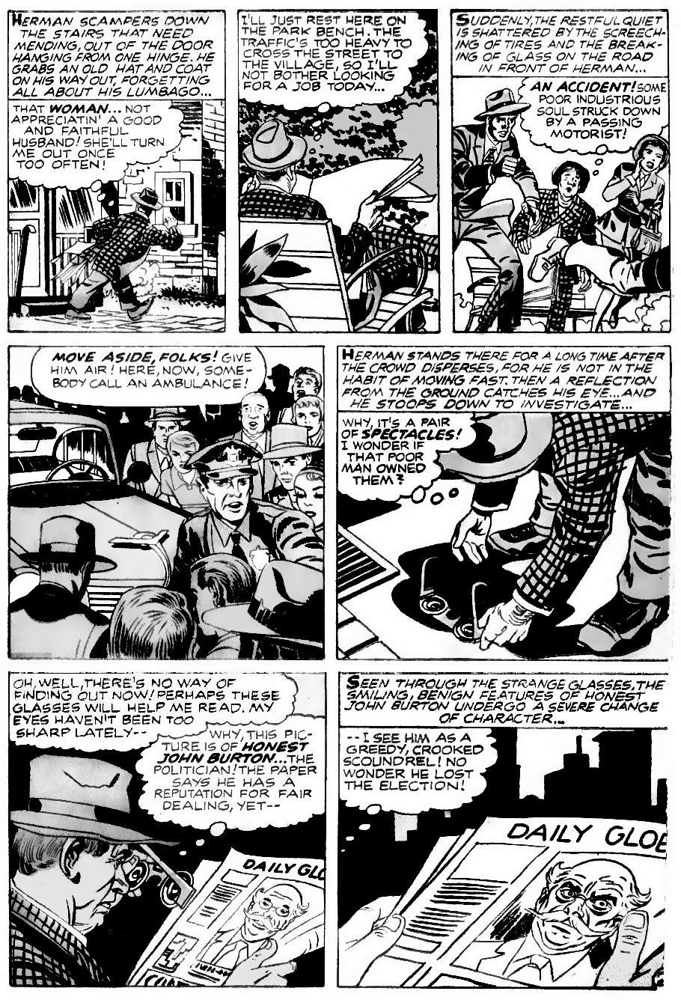 HERMAN SCAMPERS DOWN
THE STAIRS THAT NEED
MENDING, OUT OF THE DOOR
HANGING FROM ONE HINGE. HE
GRABS AN OLD HAT AND COAT
ON HIS WAY OUT, FORGETTING
ALL ABOUT HIS LUMBAGO...
THAT WOMAN... NOT
APPRECIATIN' A GOOD
AND FAITHFUL
HUSBAND! SHE'LL TURN
ME OUT ONCE
TOO OFTEN!
I'LL JUST REST HERE ON
THE PARK BENCH. THE
TRAFFIC'S TOO HEAVY TO
CROSS THE STREET TO
THE VILLAGE, SO I'LL
NOT BOTHER LOOKING
FOR A JOB TODAY...
SUDDENLY, THE RESTFUL QUIET
IS SHATTERED BY THE SCREECH-
ING OF TIRES AND THE BREAK-
ING OF GLASS ON THE ROAD
IN FRONT OF HERMAN...
AN ACCIDENT! SOME
POOR INDUSTRIOUS
SOUL STRUCK DOWN
BY A PASSING
MOTORIST!
MOVE ASIDE, FOLKS! GIVE
HIM AIR! HERE, NOW, SOME-
BODY CALL AN AMBULANCE!
HERMAN STANDS THERE FOR A LONG TIME AFTER
THE CROWD DISPERSES, FOR HE IS NOT IN THE
HABIT OF MOVING FAST. THEN A REFLECTION
FROM THE GROUND CATCHES HIS EYE... AND
HE STOOPS DOWN TO INVESTIGATE...
WHY, IT'S A PAIR
OF SPECTACLES!
I WONDER IF
THAT POOR
MAN OWNED
THEM?
OH, WELL, THERE'S NO WAY OF
FINDING OUT NOW! PERHAPS THESE
GLASSES WILL HELP ME READ. MY
EYES HAVEN'T BEEN TOO
SHARP LATELY--
WHY, THIS PIC-
TURE IS OF HONEST
JOHN BURTON... THE
POLITICIAN! THE PAPER
SAYS HE HAS A
REPUTATION FOR FAIR
DEALING, YET--
DAILY GLO
SEEN THROUGH THE STRANGE GLASSES, THE
SMILING, BENIGN FEATURES OF HONEST
JOHN BURTON UNDERGO A SEVERE CHANGE
OF CHARACTER...
--I SEE HIM AS A
GREEDY, CROOKED
SCOUNDREL! NO
WONDER HE LOST
THE ELECTION!
DAILY GLOB